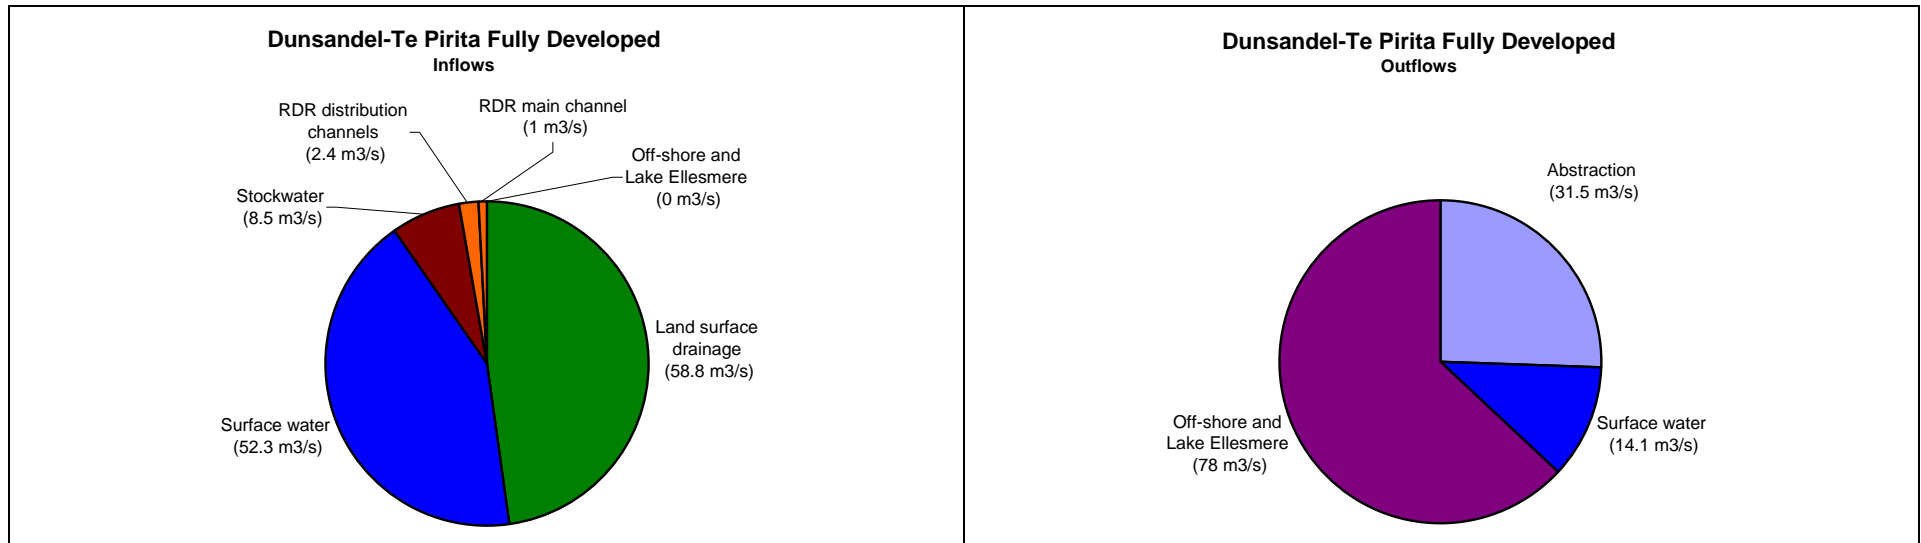 Dunsandel-Te Pirita Fully Developed
Inflows
RDR distribution
channels
(2.4 m3/s)
RDR main channel
(1 m3/s)
Off-shore and
Lake Ellesmere
(0 m3/s)
Stockwater
(8.5 m3/s)
Land surface
drainage
(58.8 m3/s)
Surface water
(52.3 m3/s)
Dunsandel-Te Pirita Fully Developed
Outflows
Abstraction
(31.5 m3/s)
Off-shore and
Lake Ellesmere
(78 m3/s)
Surface water
(14.1 m3/s)